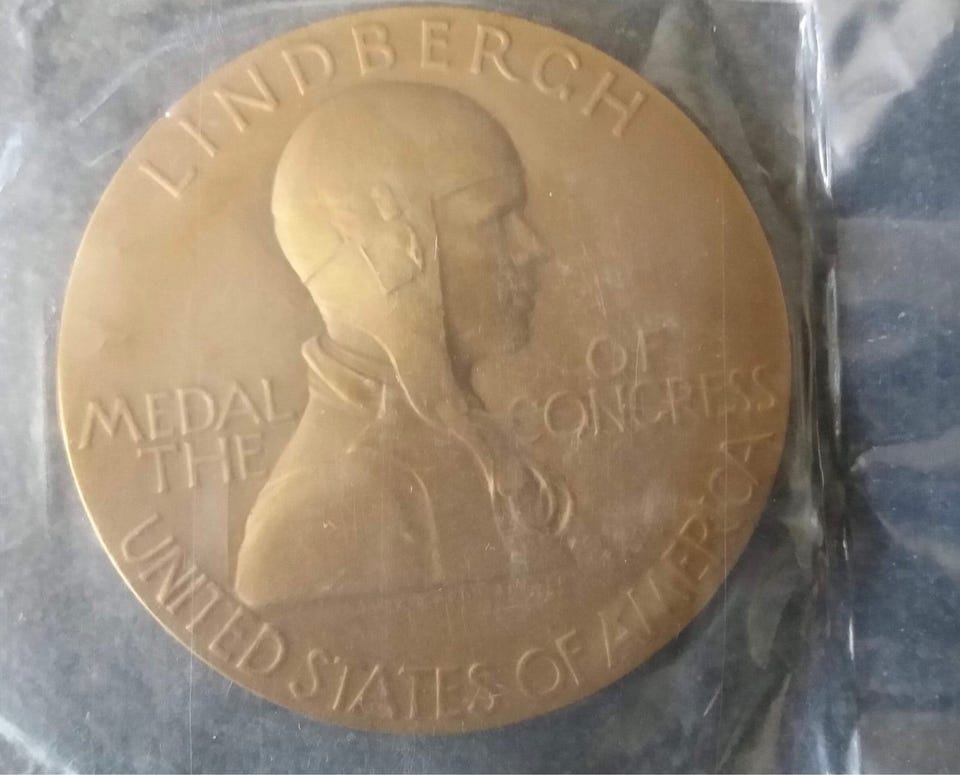 LINDBERGH
MEDAL OF
THE CONGRESS
UNITED STATES OF AMERICA